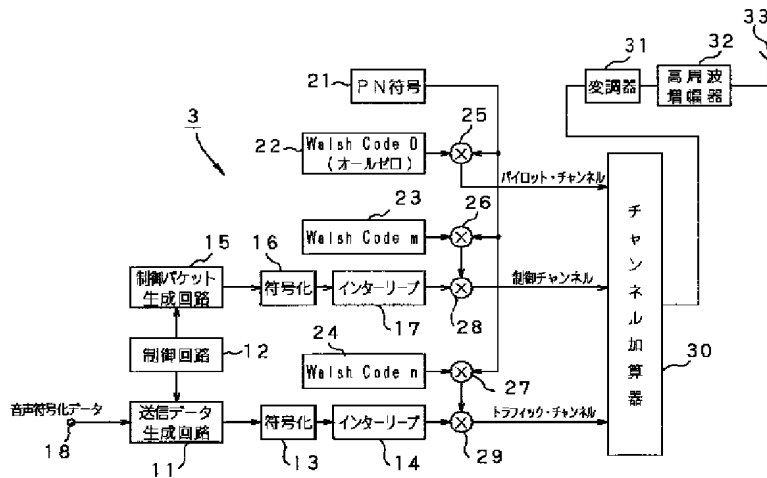 33
31
32
変調器
高周波
増幅器
21
PN符号
3
25
22
Walsh Code 0
(オールゼロ)
パイロット・チャンネル
23
26
Walsh Code m
15
16
制御パケット
生成回路
符号化
インターリーブ
制御チャンネル
17
28
チャンネル加算器
30
24
制御回路
12
Walsh Code n
27
音声符号化データ
18
送信データ
生成回路
符号化
インターリーブ
トラフィック・チャンネル
11
13
14
29